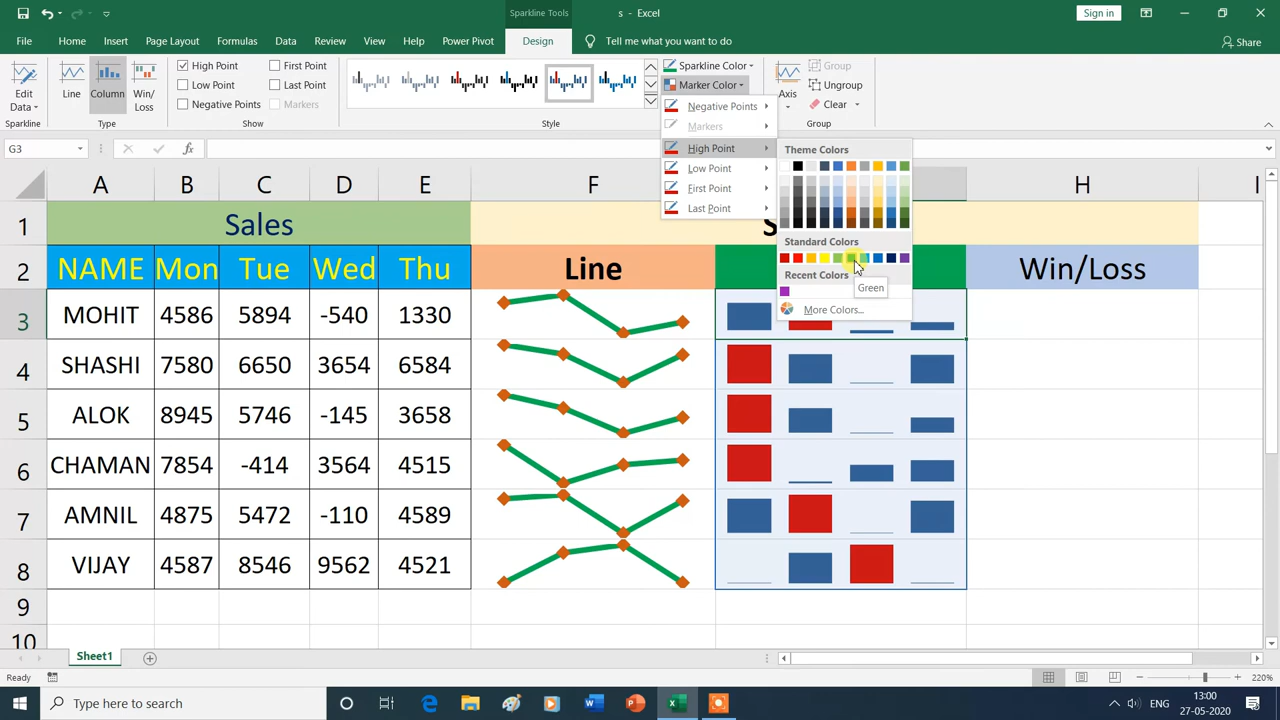 Sparkline Tools
s - Excel
Sign in
File Home Insert Page Layout Formulas Data Review View Help Power Pivot Design Tell me what you want to do
Share
Edit Data
Sparkline
Line
Column
Win/Loss
Type
High Point First Point
Low Point Last Point
Negative Points Markers
Show
Style
Sparkline Color
Marker Color
Axis
Group
Ungroup
Clear
Group
Negative Points
Markers
High Point
Low Point
First Point
Last Point
Theme Colors
Standard Colors
Recent Colors
Green
More Colors...
G3
fx
A B C D E F H I
1 Sales S
2 NAME Mon Tue Wed Thu Line Win/Loss
3 MOHIT 4586 5894 -540 1330
4 SHASHI 7580 6650 3654 6584
5 ALOK 8945 5746 -145 3658
6 CHAMAN 7854 -414 3564 4515
7 AMNIL 4875 5472 -110 4589
8 VIJAY 4587 8546 9562 4521
9
10
Sheet1
Ready
220%
Type here to search
ENG
13:00
27-05-2020